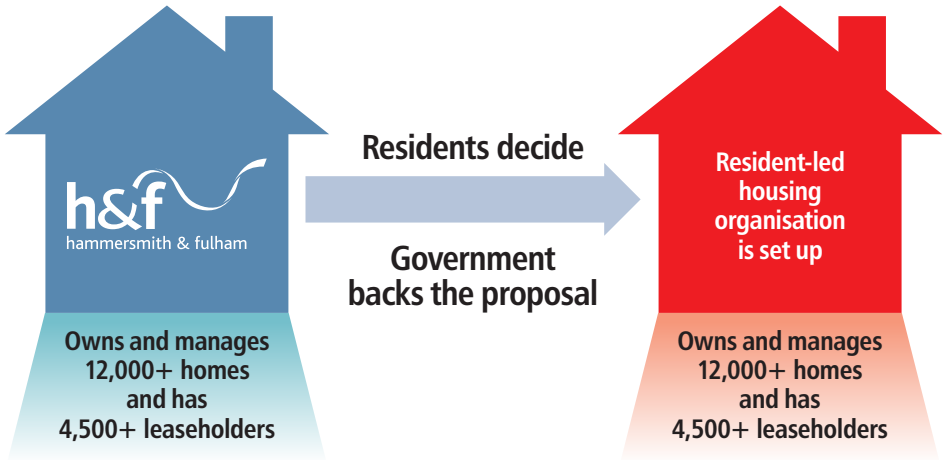 h&f
hammersmith & fulham
Owns and manages
12,000+ homes
and has
4,500+ leaseholders
Residents decide
Government
backs the proposal
Resident-led
housing
organisation
is set up
Owns and manages
12,000+ homes
and has
4,500+ leaseholders